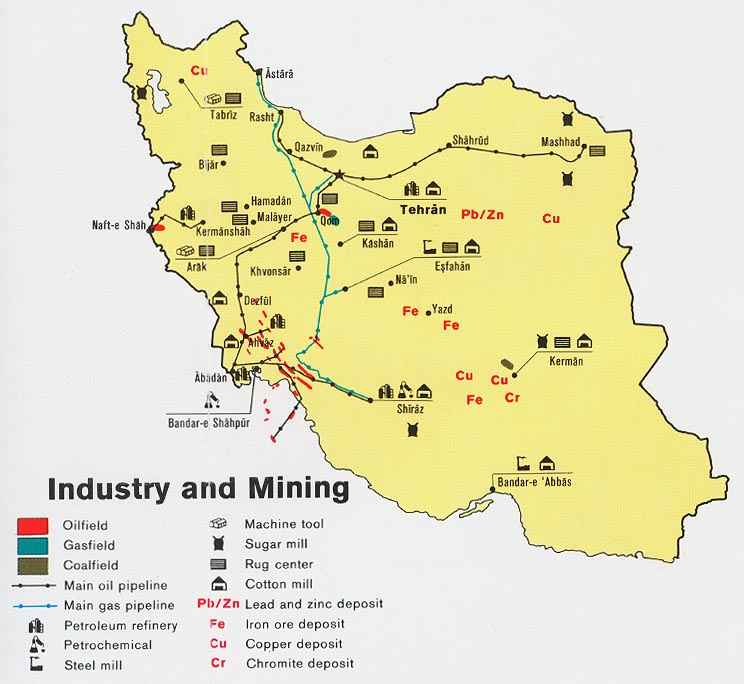 Cu
Āstārā
Tabrīz
Rasht
Qazvīn
Shāhrūd
Mashhad
Bījār
Tehrān
Hamadān
Malāyer
Qom
Pb/Zn
Cu
Naft-e Shāh
Kermānshāh
Fe
Kāshān
Arāk
Khvonsār
Eşfahān
Nā'īn
Dezfūl
Fe
Yazd
Fe
Ahvāz
Kermān
Ābādān
Cu
Cu
Fe
Cr
Shīrāz
Bandar-e Shāhpūr
Bandar-e 'Abbās
Industry and Mining
Oilfield
Gasfield
Coalfield
Main oil pipeline
Main gas pipeline
Petroleum refinery
Petrochemical
Steel mill
Machine tool
Sugar mill
Rug center
Cotton mill
Pb/Zn Lead and zinc deposit
Fe Iron ore deposit
Cu Copper deposit
Cr Chromite deposit